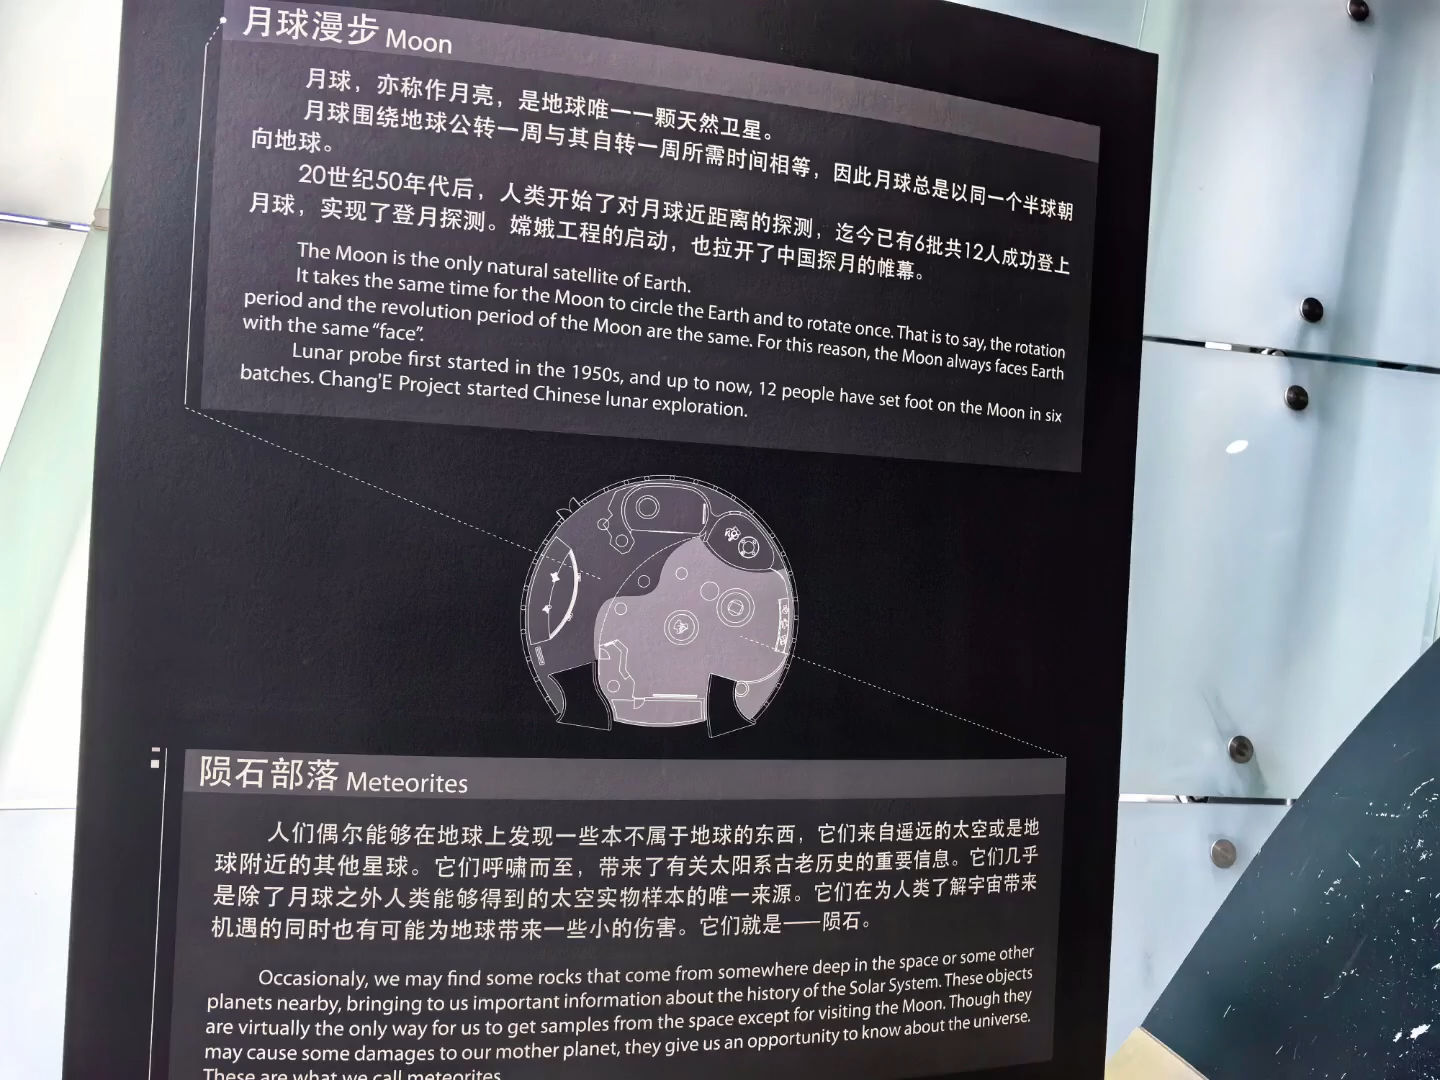 月球漫步 Moon
月球，亦称作月亮，是地球唯一一颗天然卫星。
月球围绕地球公转一周与其自转一周所需时间相等，因此月球总是以同一个半球朝
向地球。
20世纪50年代后，人类开始了对月球近距离的探测，迄今已有6批共12人成功登上
月球，实现了登月探测。嫦娥工程的启动，也拉开了中国探月的帷幕。
The Moon is the only natural satellite of Earth.
It takes the same time for the Moon to circle the Earth and to rotate once. That is to say, the rotation
period and the revolution period of the Moon are the same. For this reason, the Moon always faces Earth
with the same “face”.
Lunar probe first started in the 1950s, and up to now, 12 people have set foot on the Moon in six
batches. Chang'E Project started Chinese lunar exploration.
陨石部落 Meteorites
人们偶尔能够在地球上发现一些本不属于地球的东西，它们来自遥远的太空或是地
球附近的其他星球。它们呼啸而至，带来了有关太阳系古老历史的重要信息。它们几乎
是除了月球之外人类能够得到的太空实物样本的唯一来源。它们在为人类了解宇宙带来
机遇的同时也有可能为地球带来一些小的伤害。它们就是——陨石。
Occasionaly, we may find some rocks that come from somewhere deep in the space or some other
planets nearby, bringing to us important information about the history of the Solar System. These objects
are virtually the only way for us to get samples from the space except for visiting the Moon. Though they
may cause some damages to our mother planet, they give us an opportunity to know about the universe.
These are what we call meteorites.